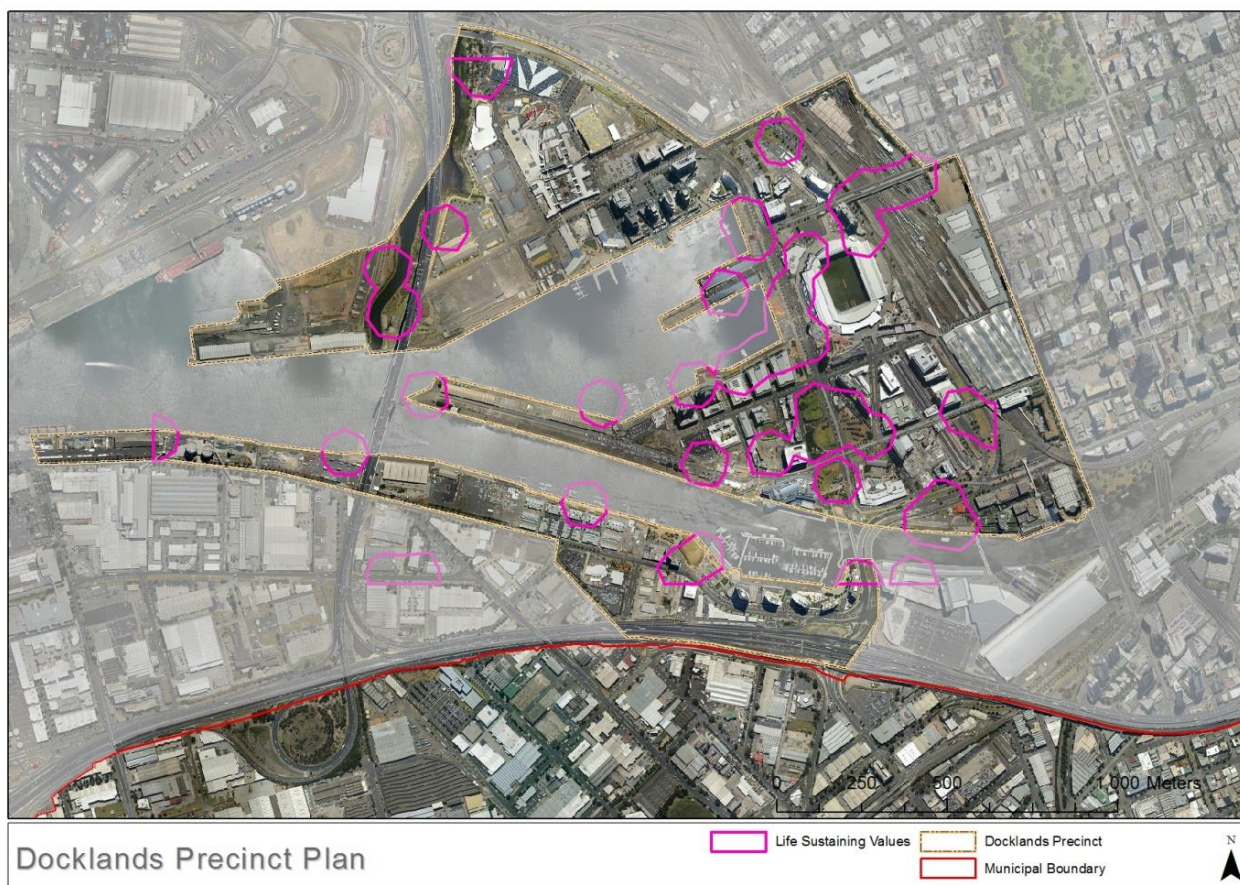 0 250 500 1,000 Meters
Docklands Precinct Plan
Life Sustaining Values
Docklands Precinct
Municipal Boundary
N